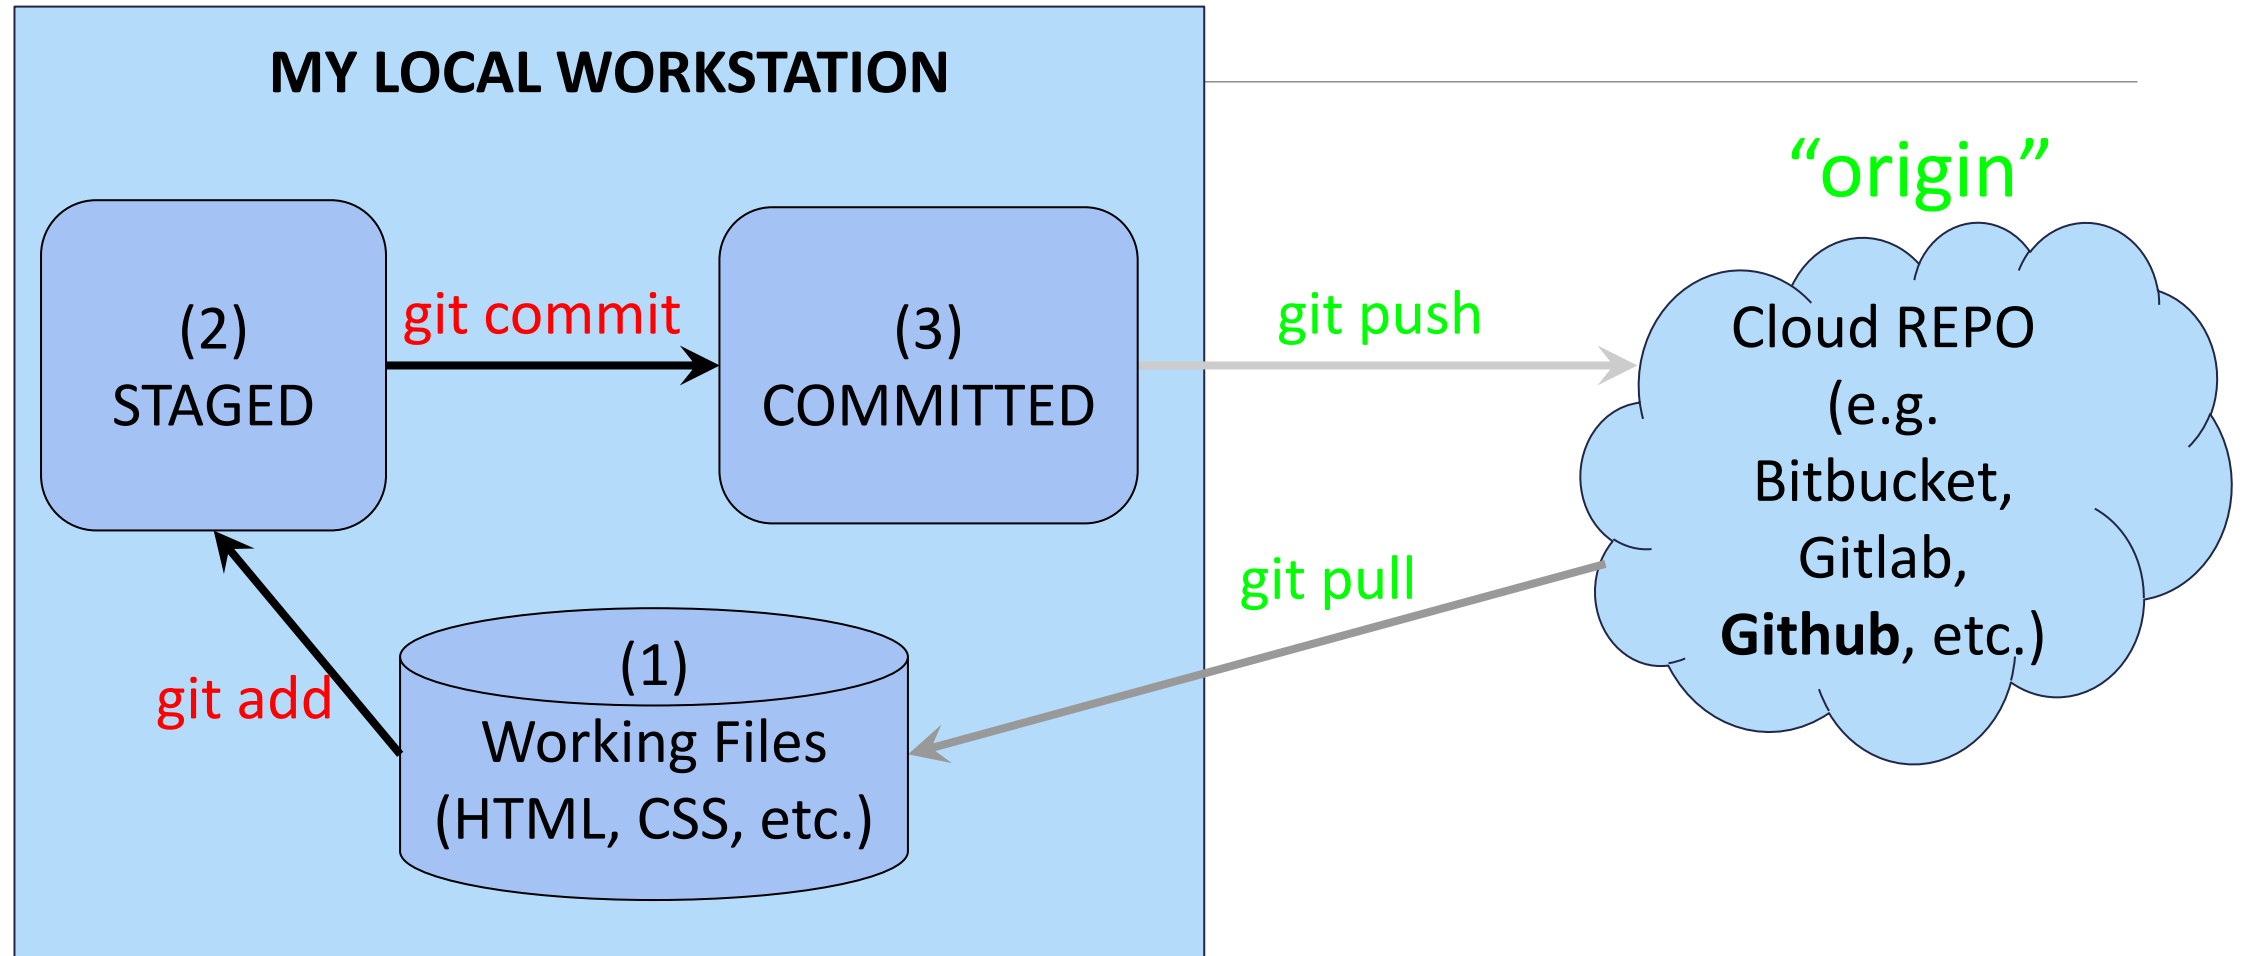 MY LOCAL WORKSTATION
“origin”
(2)
STAGED
git commit
(3)
COMMITTED
git push
Cloud REPO
(e.g.
Bitbucket,
Gitlab,
Github, etc.)
git pull
git add
(1)
Working Files
(HTML, CSS, etc.)